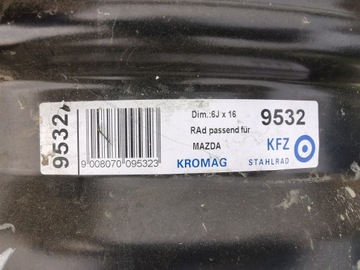 9532
9 008070 095323
Dim.:6J x 16
9532
RAd passend für
MAZDA
KFZ
KROMAG
STAHLRAD